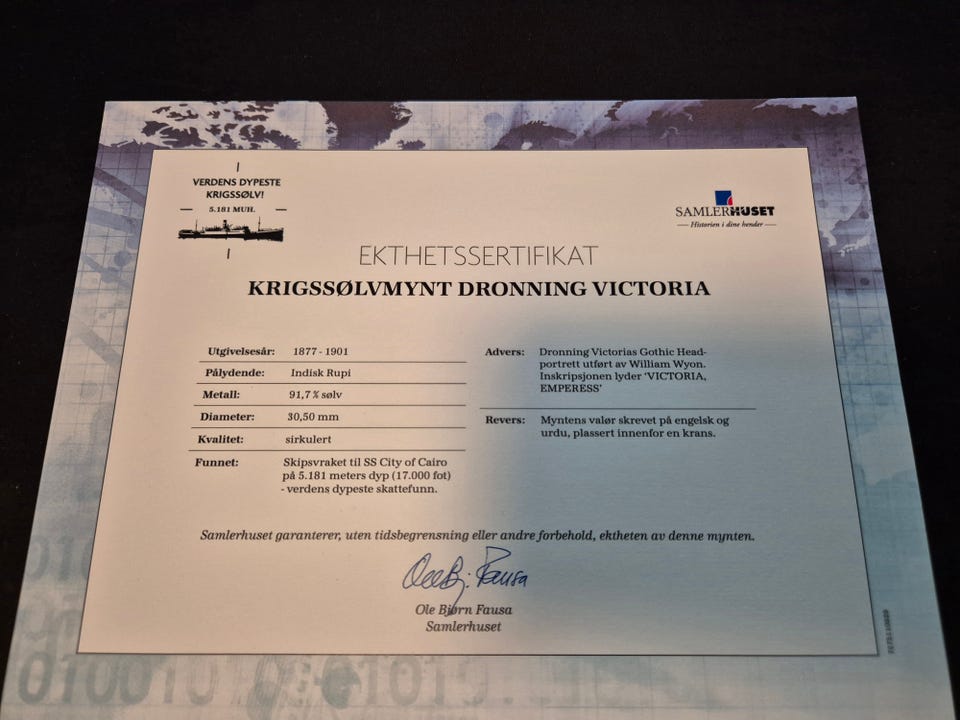 VERDENS DYPESTE
KRIGSSØLV!
5.181 MUH.
SAMLERHUSET
Historien i dine hender
EKTHETSSERTIFIKAT
KRIGSSØLVMYNT DRONNING VICTORIA
Utgivelsesår: 1877 - 1901
Pålydende: Indisk Rupi
Metall: 91,7 % sølv
Diameter: 30,50 mm
Kvalitet: sirkulert
Funnet: Skipsvraket til SS City of Cairo
på 5.181 meters dyp (17.000 fot)
- verdens dypeste skattefunn.
Advers: Dronning Victorias Gothic Head-
portrett utført av William Wyon.
Inskripsjonen lyder ‘VICTORIA,
EMPERESS’
Revers: Myntens valør skrevet på engelsk og
urdu, plassert innenfor en krans.
Samlerhuset garanterer, uten tidsbegrensning eller andre forbehold, ektheten av denne mynten.
Ole Bj. Fausa
Ole Bjørn Fausa
Samlerhuset